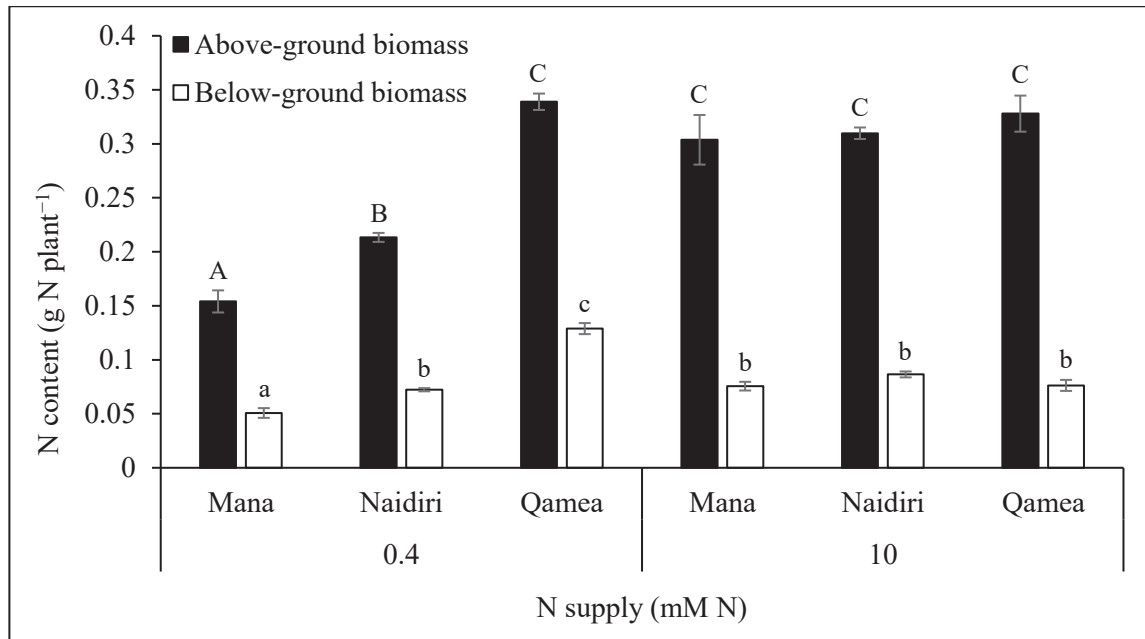 N content (g N plant⁻¹)
0.4
0.35
0.3
0.25
0.2
0.15
0.1
0.05
0
Above-ground biomass
Below-ground biomass
A
a
B
b
C
c
C
b
C
b
C
b
Mana Naidiri Qamea Mana Naidiri Qamea
0.4 10
N supply (mM N)